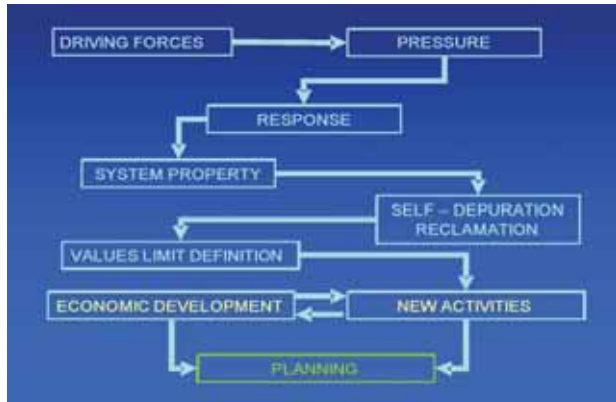 DRIVING FORCES
PRESSURE
RESPONSE
SYSTEM PROPERTY
SELF – DEPURATION
RECLAMATION
VALUES LIMIT DEFINITION
ECONOMIC DEVELOPMENT
NEW ACTIVITIES
PLANNING